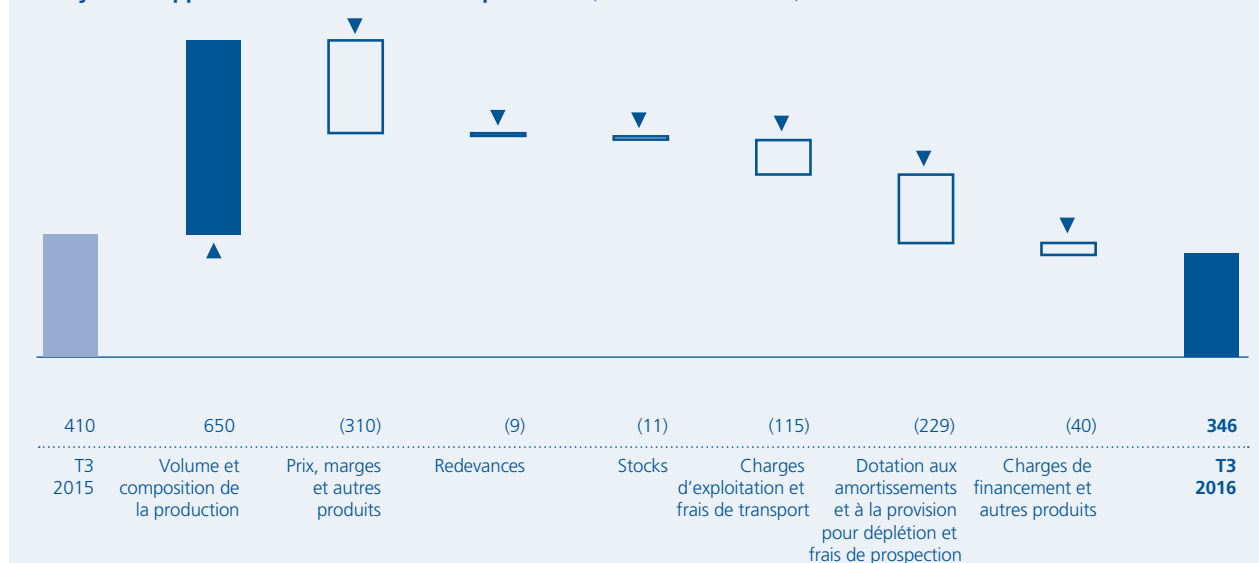 410 650 (310) (9) (11) (115) (229) (40) 346
T3
2015
Volume et
composition de
la production
Prix, marges
et autres
produits
Redevances
Stocks
Charges
d'exploitation et
frais de transport
Dotation aux
amortissements
et à la provision
pour déplétion et
frais de prospection
Charges de
financement et
autres produits
T3
2016